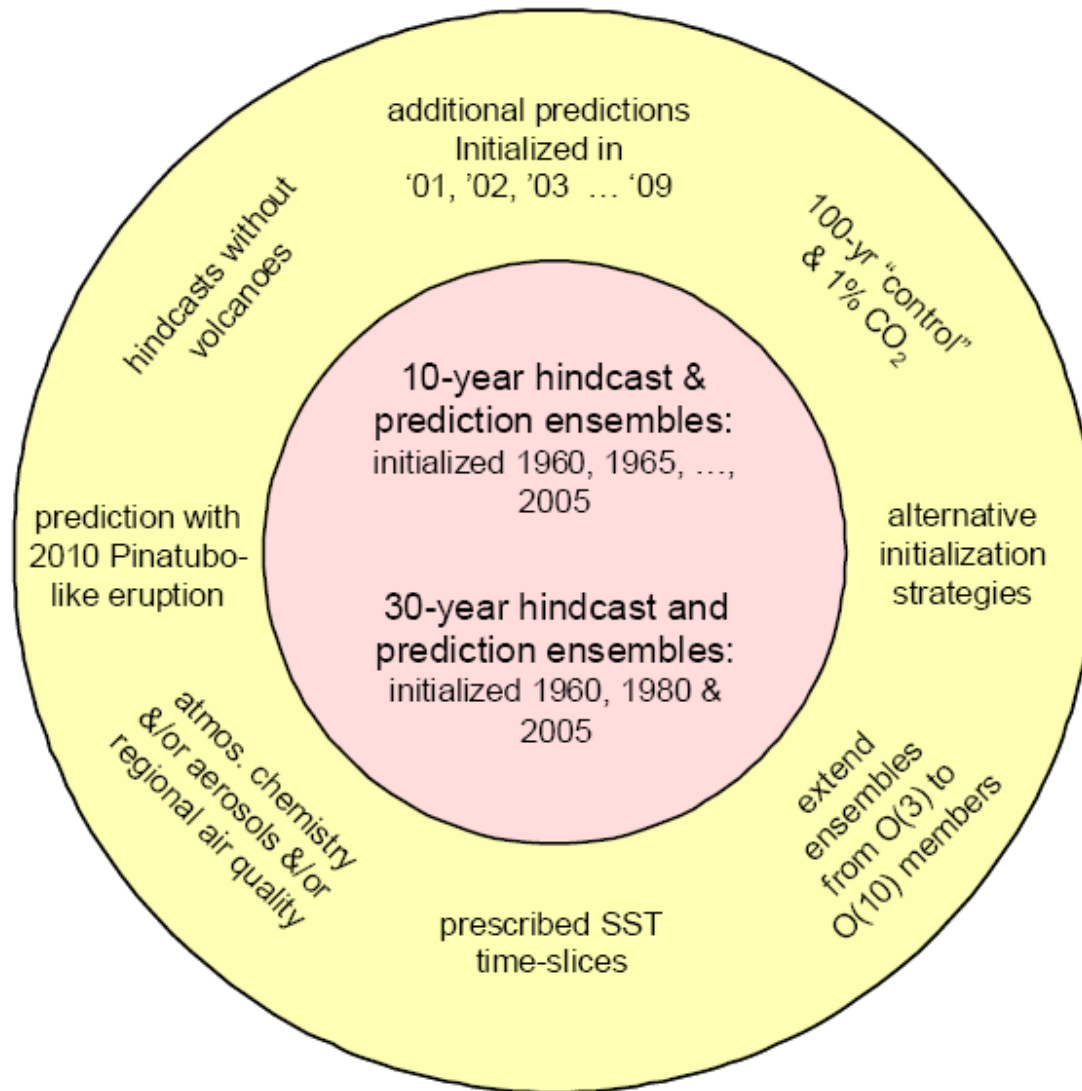 additional predictions
Initialized in
‘01, ’02, ’03 … ‘09
hindcasts without
volcanoes
100-yr “control”
& 1% CO₂
10-year hindcast &
prediction ensembles:
initialized 1960, 1965, …,
2005
30-year hindcast and
prediction ensembles:
initialized 1960, 1980 &
2005
prediction with
2010 Pinatubo-
like eruption
alternative
initialization
strategies
atmos. chemistry
&/or aerosols &/or
regional air quality
extend
ensembles
from O(3) to
O(10) members
prescribed SST
time-slices